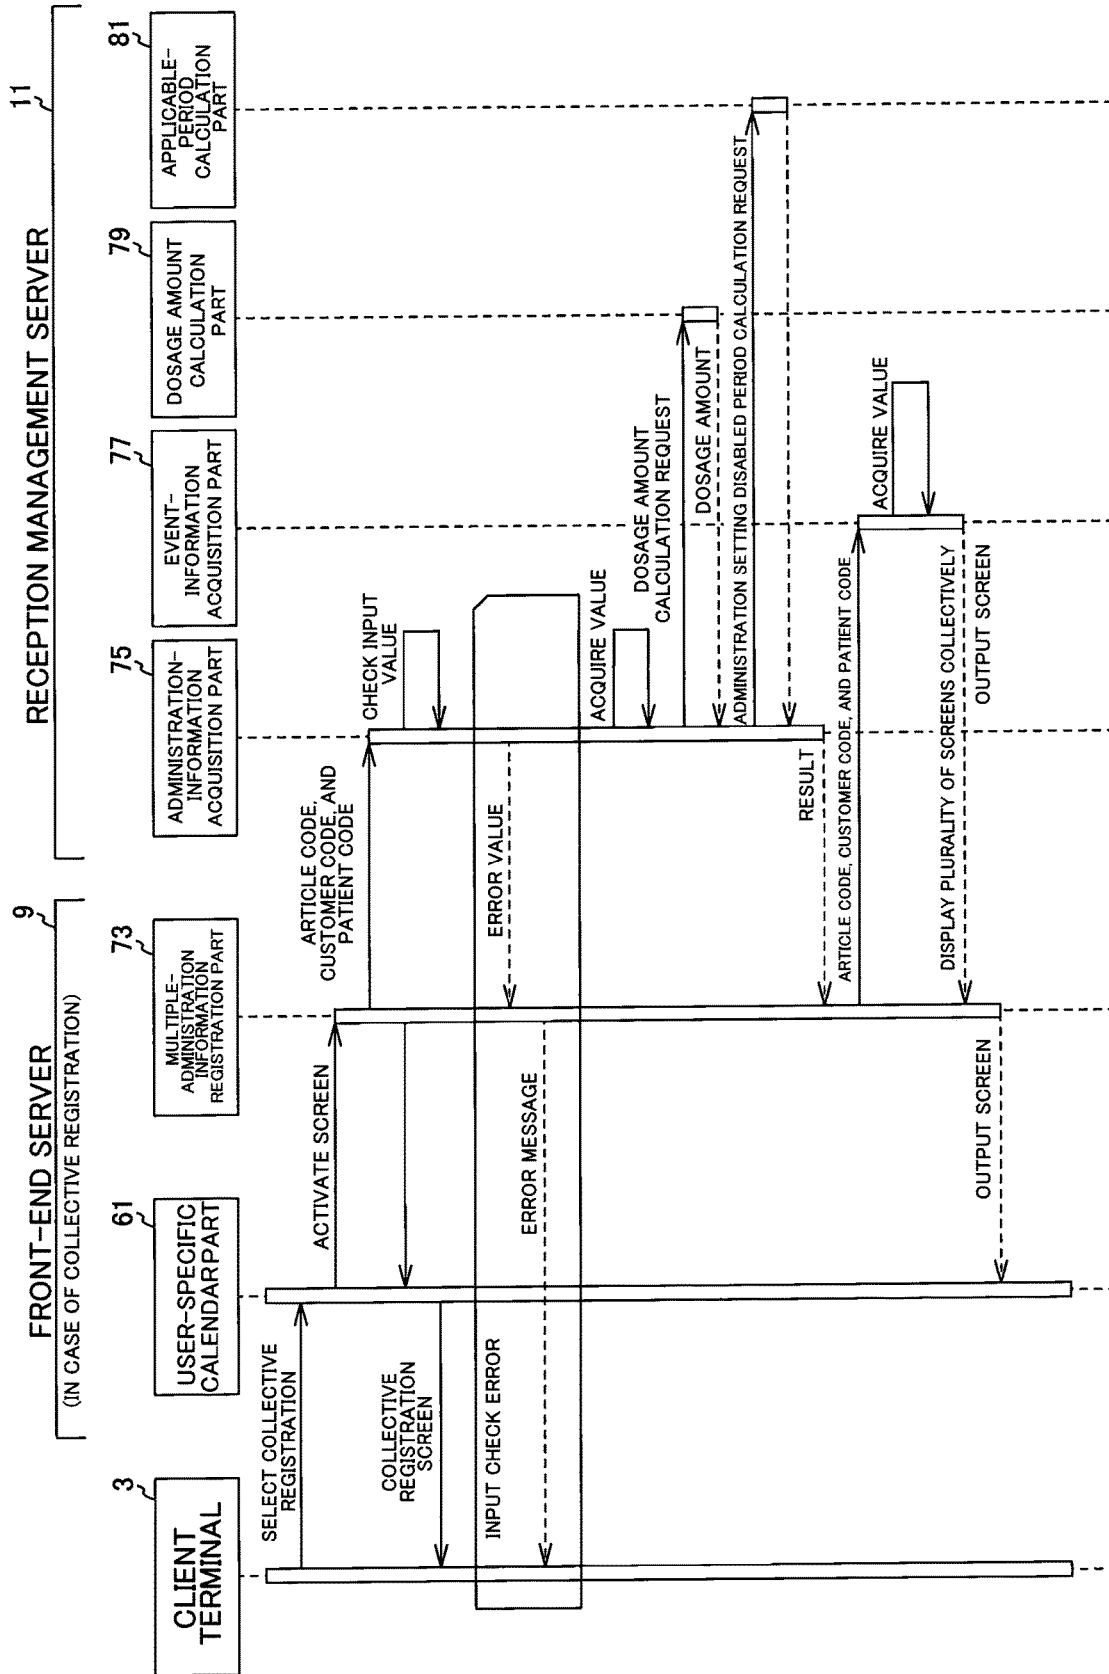 FRONT-END SERVER
9
(IN CASE OF COLLECTIVE REGISTRATION)
RECEPTION MANAGEMENT SERVER
11
3
CLIENT
TERMINAL
61
USER-SPECIFIC
CALENDARPART
73
MULTIPLE-
ADMINISTRATION
INFORMATION
REGISTRATION PART
75
ADMINISTRATION-
INFORMATION
ACQUISITION PART
77
EVENT-
INFORMATION
ACQUISITION PART
79
DOSAGE AMOUNT
CALCULATION
PART
81
APPLICABLE-
PERIOD
CALCULATION
PART
SELECT COLLECTIVE
REGISTRATION
ACTIVATE SCREEN
ARTICLE CODE,
CUSTOMER CODE, AND
PATIENT CODE
CHECK INPUT
VALUE
COLLECTIVE
REGISTRATION
SCREEN
INPUT CHECK ERROR
ERROR VALUE
ERROR MESSAGE
ACQUIRE VALUE
DOSAGE AMOUNT
CALCULATION REQUEST
DOSAGE AMOUNT
ADMINISTRATION SETTING DISABLED PERIOD CALCULATION REQUEST
RESULT
ARTICLE CODE, CUSTOMER CODE, AND PATIENT CODE
ACQUIRE VALUE
DISPLAY PLURALITY OF SCREENS COLLECTIVELY
OUTPUT SCREEN
OUTPUT SCREEN